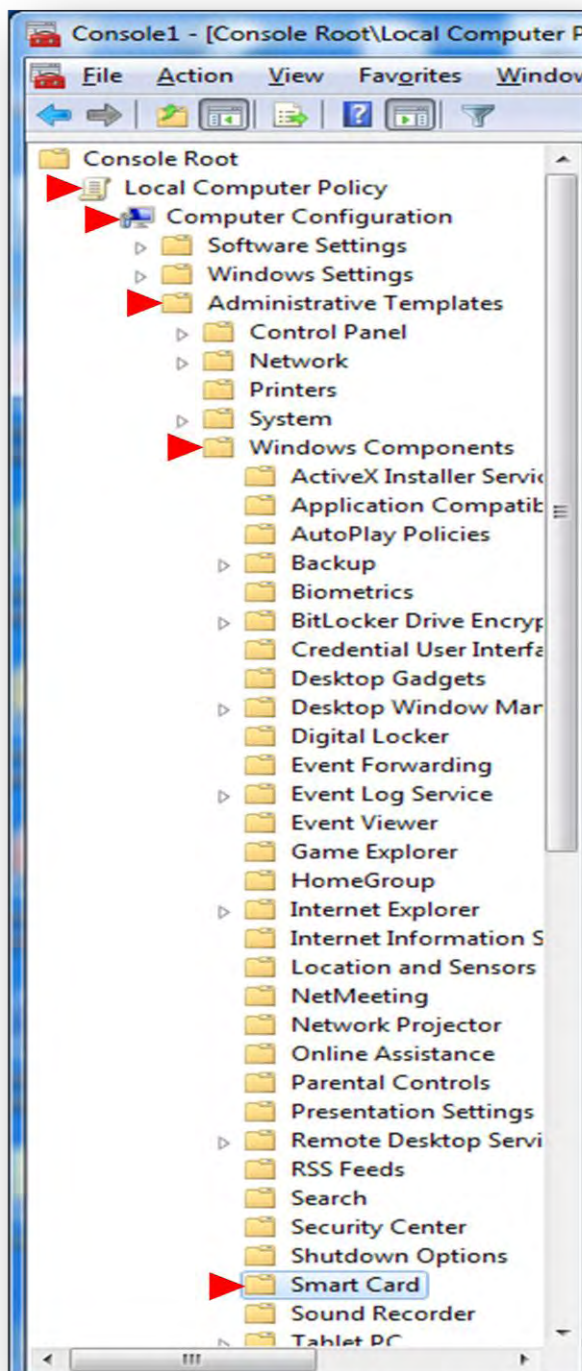 Console1 - [Console Root\Local Computer P
File Action View Favorites Window
Console Root
Local Computer Policy
Computer Configuration
Software Settings
Windows Settings
Administrative Templates
Control Panel
Network
Printers
System
Windows Components
ActiveX Installer Servic
Application Compatib
AutoPlay Policies
Backup
Biometrics
BitLocker Drive Encryp
Credential User Interfa
Desktop Gadgets
Desktop Window Man
Digital Locker
Event Forwarding
Event Log Service
Event Viewer
Game Explorer
HomeGroup
Internet Explorer
Internet Information S
Location and Sensors
NetMeeting
Network Projector
Online Assistance
Parental Controls
Presentation Settings
Remote Desktop Servi
RSS Feeds
Search
Security Center
Shutdown Options
Smart Card
Sound Recorder
Tablet PC